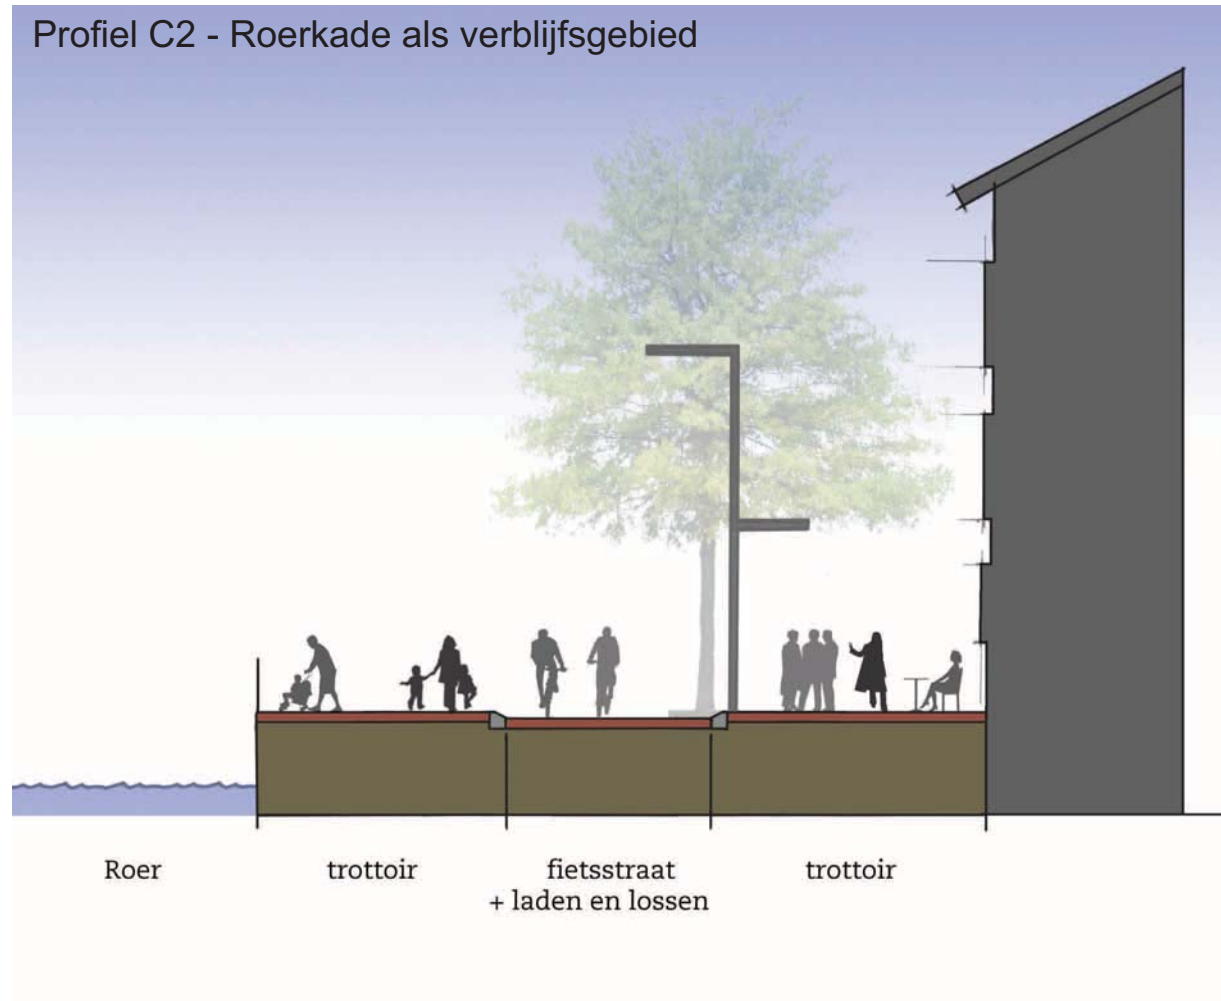 Profiel C2 - Roerkade als verblijfsgebied
Roer
trottoir
fietsstraat
+ laden en lossen
trottoir